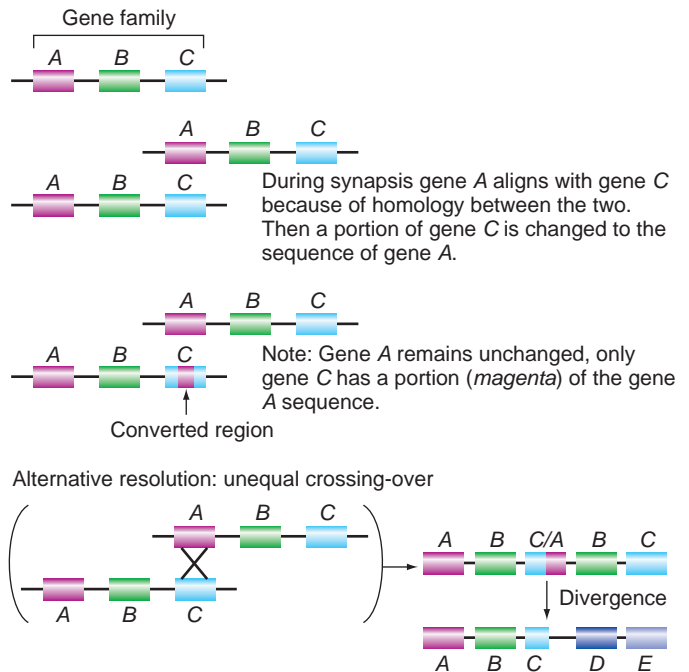 Gene family
A B C
A B C
A B C
During synapsis gene A aligns with gene C
because of homology between the two.
Then a portion of gene C is changed to the
sequence of gene A.
A B C
A B C
Note: Gene A remains unchanged, only
gene C has a portion (magenta) of the gene
A sequence.
Converted region
Alternative resolution: unequal crossing-over
A B C
A B C
A B C/A B C
Divergence
A B C D E